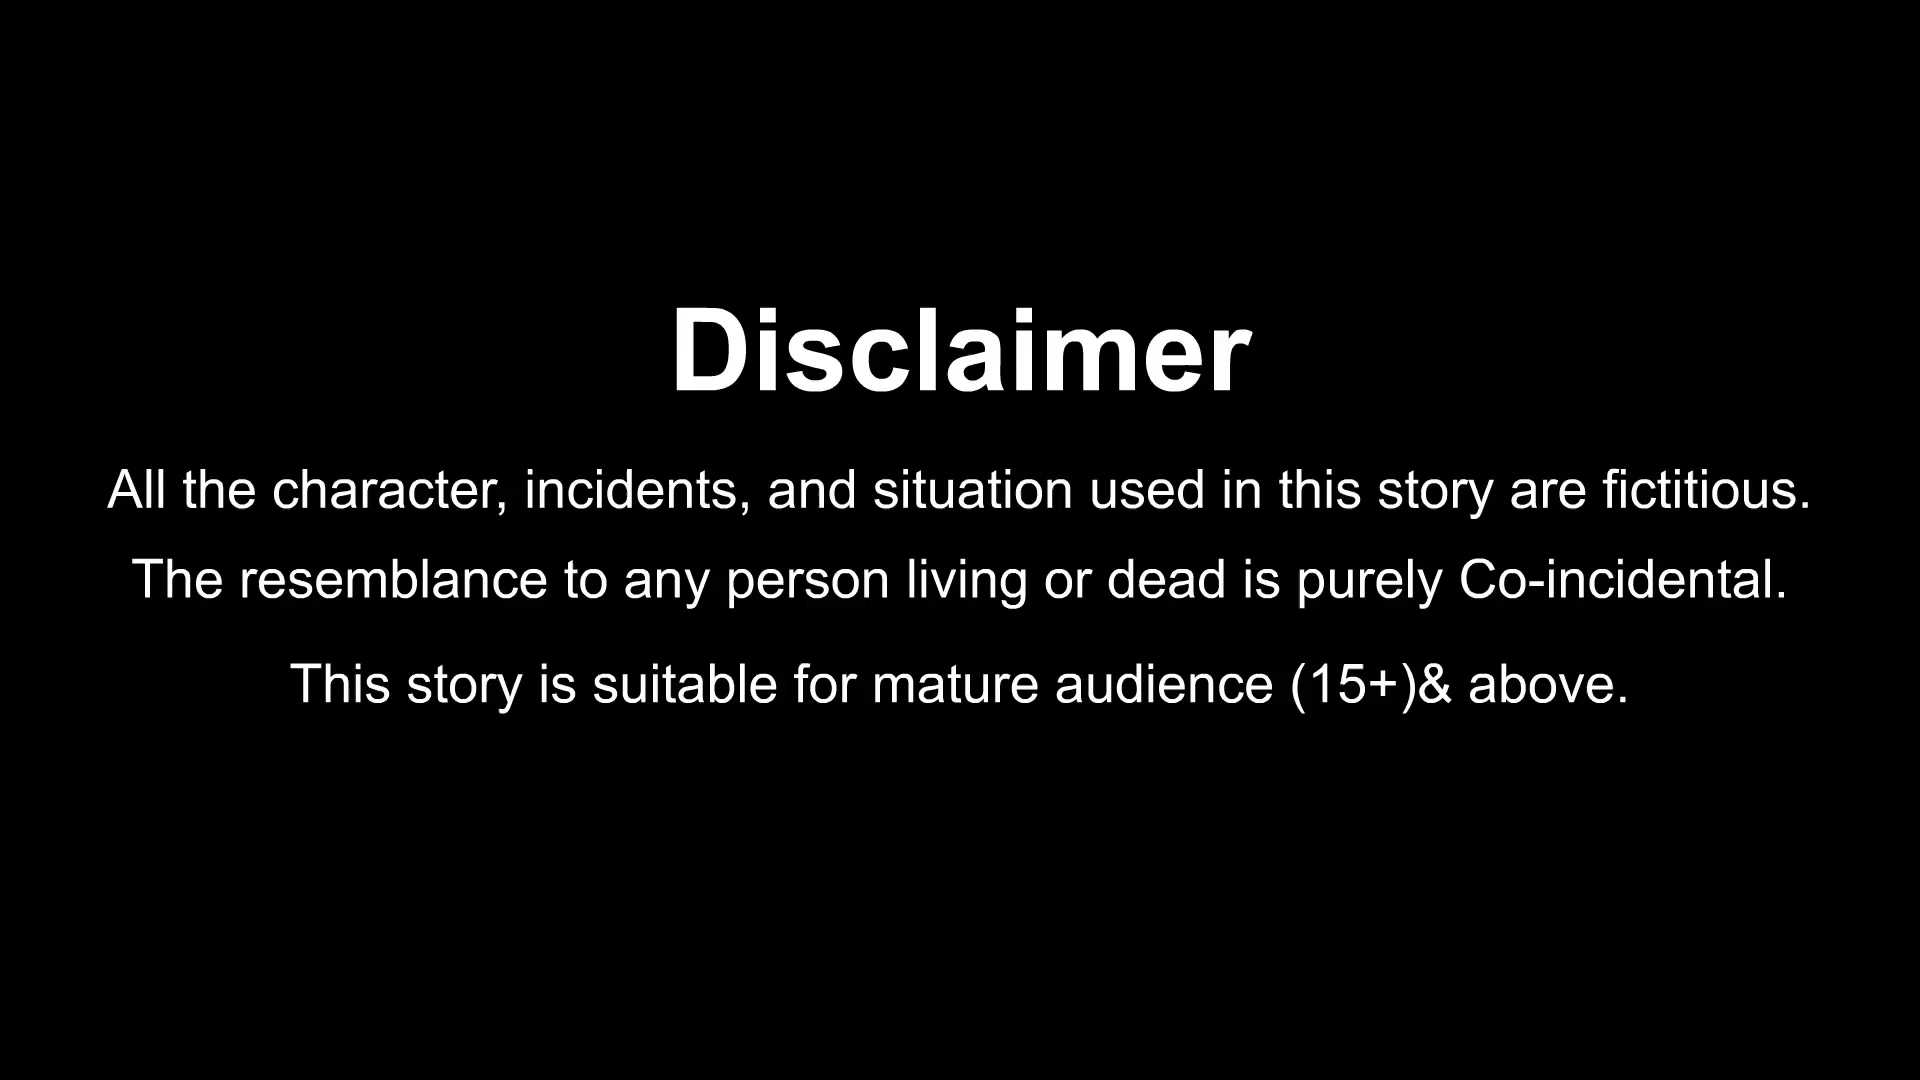 Disclaimer
All the character, incidents, and situation used in this story are fictitious.
The resemblance to any person living or dead is purely Co-incidental.
This story is suitable for mature audience (15+)& above.